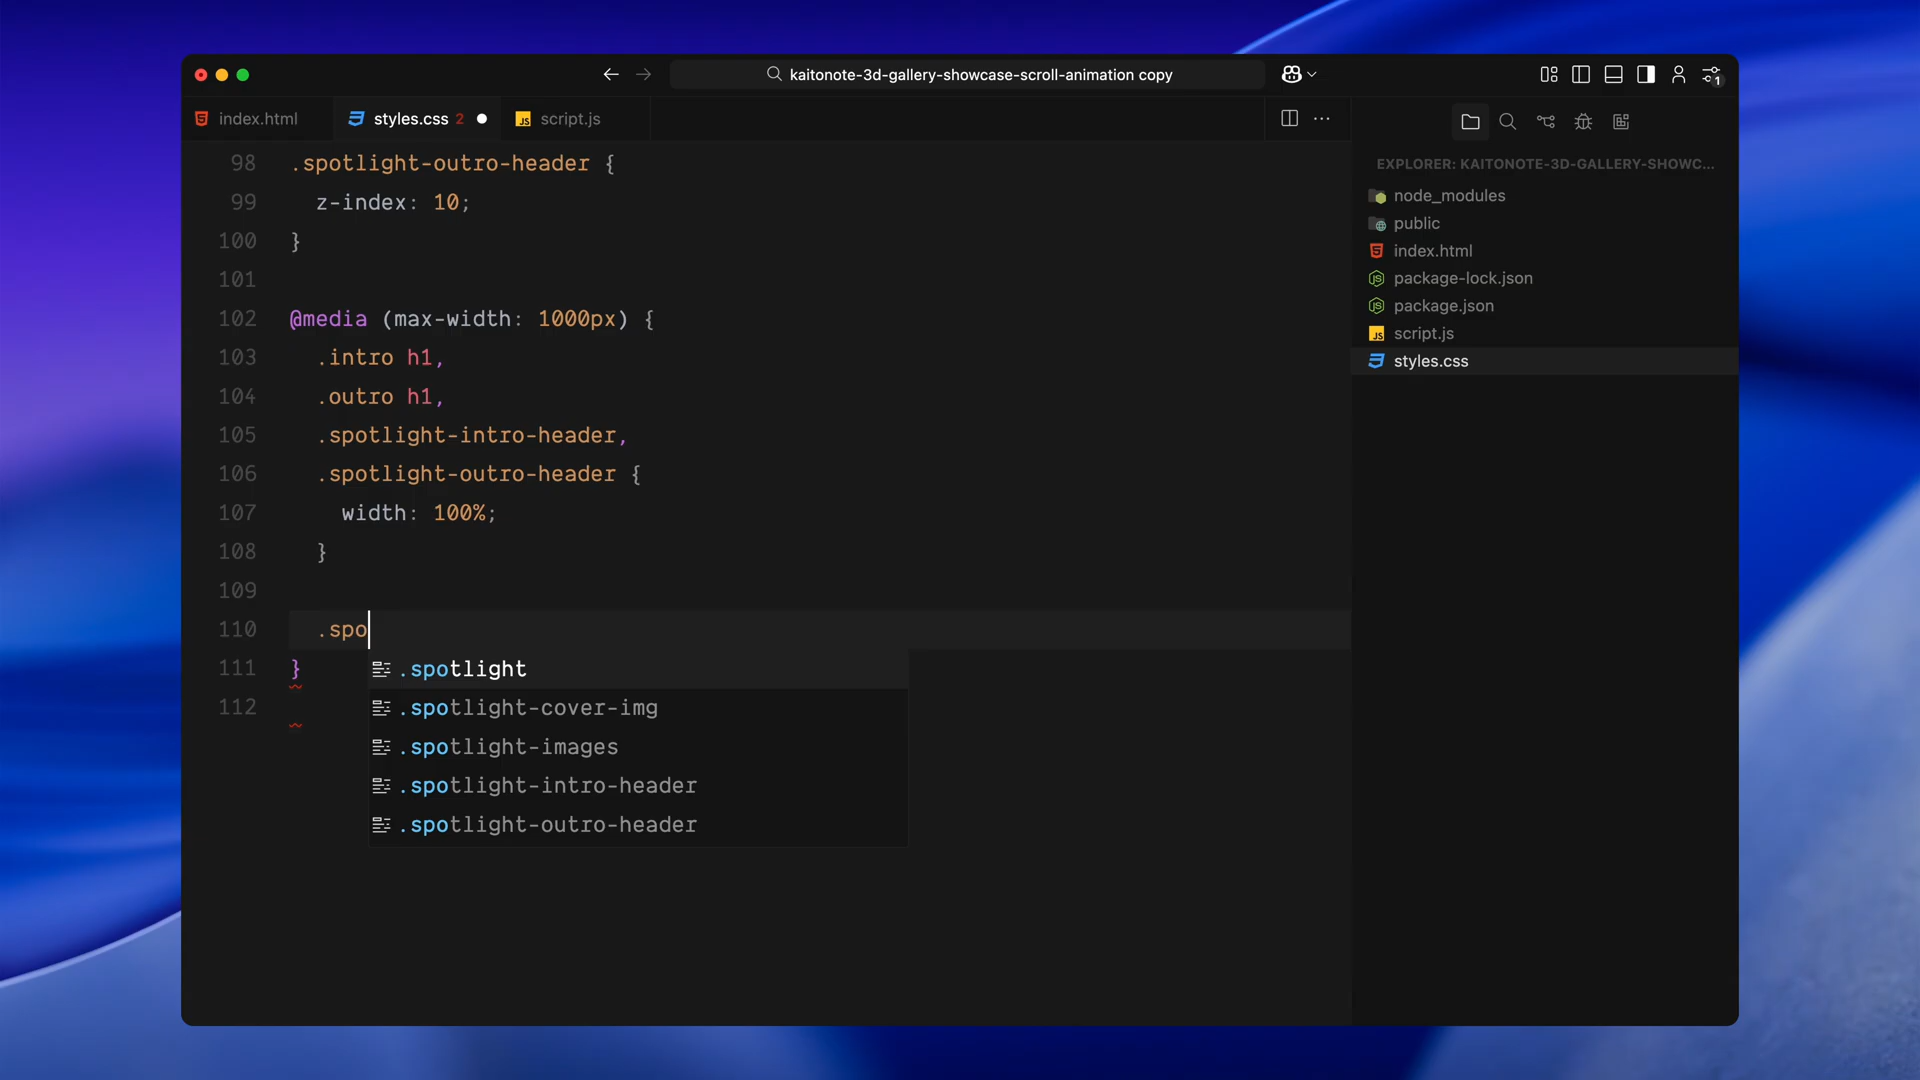 kaitonote-3d-gallery-showcase-scroll-animation copy
1
index.html
styles.css 2
JS script.js
EXPLORER: KAITONOTE-3D-GALLERY-SHOWC...
node_modules
public
index.html
package-lock.json
package.json
JS script.js
styles.css
98 .spotlight-outro-header {
99 z-index: 10;
100 }
101
102 @media (max-width: 1000px) {
103 .intro h1,
104 .outro h1,
105 .spotlight-intro-header,
106 .spotlight-outro-header {
107 width: 100%;
108 }
109
110 .spo
111 }
112
.spotlight
.spotlight-cover-img
.spotlight-images
.spotlight-intro-header
.spotlight-outro-header